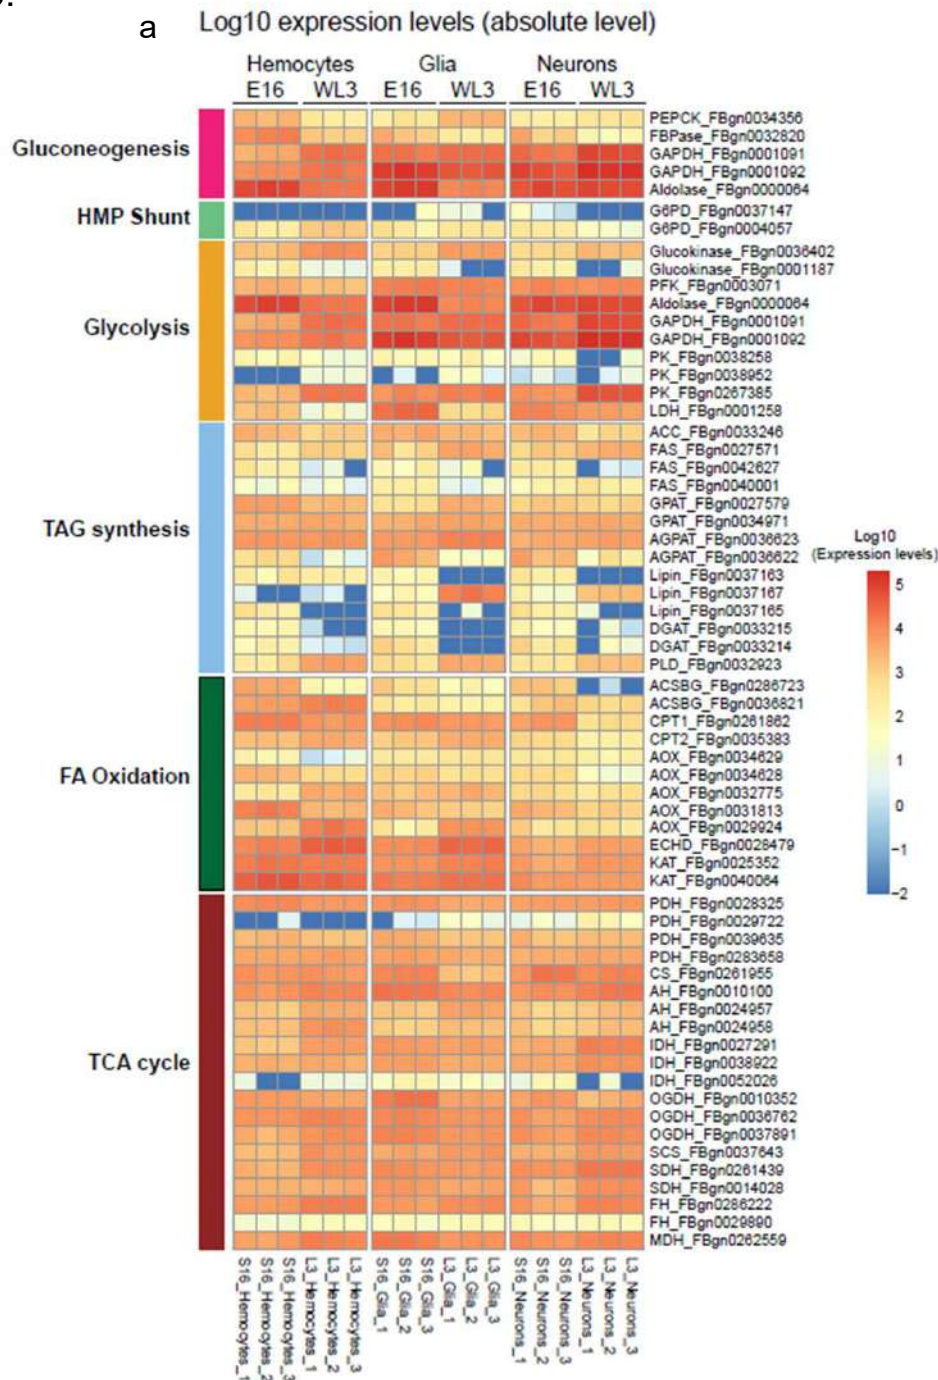 a
Log10 expression levels (absolute level)
Hemocytes Glia Neurons
E16 WL3 E16 WL3 E16 WL3
Gluconeogenesis
PEPCK_FBgn0034356
FBPase_FBgn0032820
GAPDH_FBgn0001091
GAPDH_FBgn0001092
Aldolase_FBgn0000064
HMP Shunt
G6PD_FBgn0037147
G6PD_FBgn0004057
Glycolysis
Glucokinase_FBgn0036402
Glucokinase_FBgn0001187
PFK_FBgn0003071
Aldolase_FBgn0000064
GAPDH_FBgn0001091
GAPDH_FBgn0001092
PK_FBgn0038258
PK_FBgn0038952
PK_FBgn0267385
LDH_FBgn0001258
TAG synthesis
ACC_FBgn0033246
FAS_FBgn0027571
FAS_FBgn0042627
FAS_FBgn0040001
GPAT_FBgn0027579
GPAT_FBgn0034971
AGPAT_FBgn0036623
AGPAT_FBgn0036622
Lipin_FBgn0037163
Lipin_FBgn0037167
Lipin_FBgn0037165
DGAT_FBgn0033215
DGAT_FBgn0033214
PLD_FBgn0032923
FA Oxidation
ACSBG_FBgn0286723
ACSBG_FBgn0036821
CPT1_FBgn0261862
CPT2_FBgn0035383
AOX_FBgn0034629
AOX_FBgn0034628
AOX_FBgn0032775
AOX_FBgn0031813
AOX_FBgn0029924
ECHD_FBgn0028479
KAT_FBgn0025352
KAT_FBgn0040064
TCA cycle
PDH_FBgn0028325
PDH_FBgn0029722
PDH_FBgn0039635
PDH_FBgn0283658
CS_FBgn0261955
AH_FBgn0010100
AH_FBgn0024957
AH_FBgn0024958
IDH_FBgn0027291
IDH_FBgn0038922
IDH_FBgn0052026
OGDH_FBgn0010352
OGDH_FBgn0036762
OGDH_FBgn0037891
SCS_FBgn0037643
SDH_FBgn0261439
SDH_FBgn0014028
FH_FBgn0286222
FH_FBgn0029890
MDH_FBgn0262559
S16_Hemocytes_1
S16_Hemocytes_2
S16_Hemocytes_3
L3_Hemocytes_1
L3_Hemocytes_2
L3_Hemocytes_3
S16_Glia_1
S16_Glia_2
S16_Glia_3
L3_Glia_1
L3_Glia_2
L3_Glia_3
S16_Neurons_1
S16_Neurons_2
S16_Neurons_3
L3_Neurons_1
L3_Neurons_2
L3_Neurons_3
Log10
(Expression levels)
5
4
3
2
1
0
−1
−2